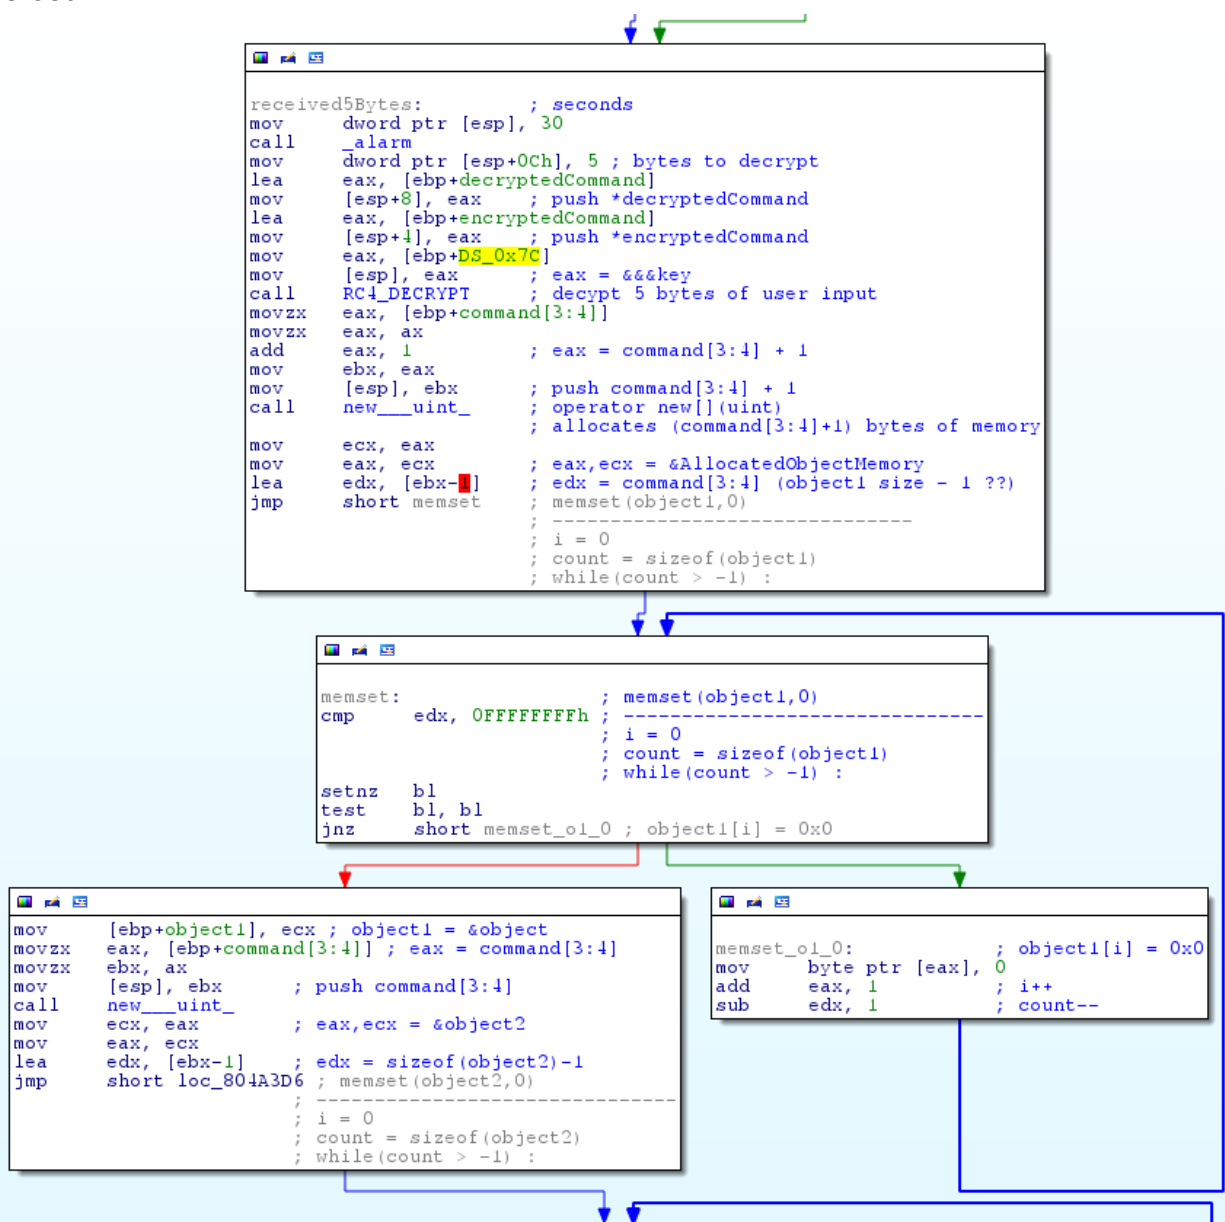 received5Bytes: ; seconds
mov dword ptr [esp], 30
call _alarm
mov dword ptr [esp+0Ch], 5 ; bytes to decrypt
lea eax, [ebp+decryptedCommand]
mov [esp+8], eax ; push *decryptedCommand
lea eax, [ebp+encryptedCommand]
mov [esp+4], eax ; push *encryptedCommand
mov eax, [ebp+DS_0x7C]
mov [esp], eax ; eax = &&&key
call RC4_DECRYPT ; decrypt 5 bytes of user input
movzx eax, [ebp+command[3:4]]
movzx eax, ax
add eax, 1 ; eax = command[3:4] + 1
mov ebx, eax
mov [esp], ebx ; push command[3:4] + 1
call new___uint_ ; operator new[](uint)
; allocates (command[3:4]+1) bytes of memory
mov ecx, eax
mov eax, ecx ; eax,ecx = &AllocatedObjectMemory
lea edx, [ebx-1] ; edx = command[3:4] (object1 size - 1 ??)
jmp short memset ; memset(object1,0)
; -------------------------------
; i = 0
; count = sizeof(object1)
; while(count > -1) :
memset: ; memset(object1,0)
cmp edx, 0FFFFFFFFh ; -------------------------------
; i = 0
; count = sizeof(object1)
; while(count > -1) :
setnz bl
test bl, bl
jnz short memset_o1_0 ; object1[i] = 0x0
mov [ebp+object1], ecx ; object1 = &object
movzx eax, [ebp+command[3:4]] ; eax = command[3:4]
movzx ebx, ax
mov [esp], ebx ; push command[3:4]
call new___uint_
mov ecx, eax ; eax,ecx = &object2
mov eax, ecx
lea edx, [ebx-1] ; edx = sizeof(object2)-1
jmp short loc_804A3D6 ; memset(object2,0)
; -------------------------------
; i = 0
; count = sizeof(object2)
; while(count > -1) :
memset_o1_0: ; object1[i] = 0x0
mov byte ptr [eax], 0
add eax, 1 ; i++
sub edx, 1 ; count--